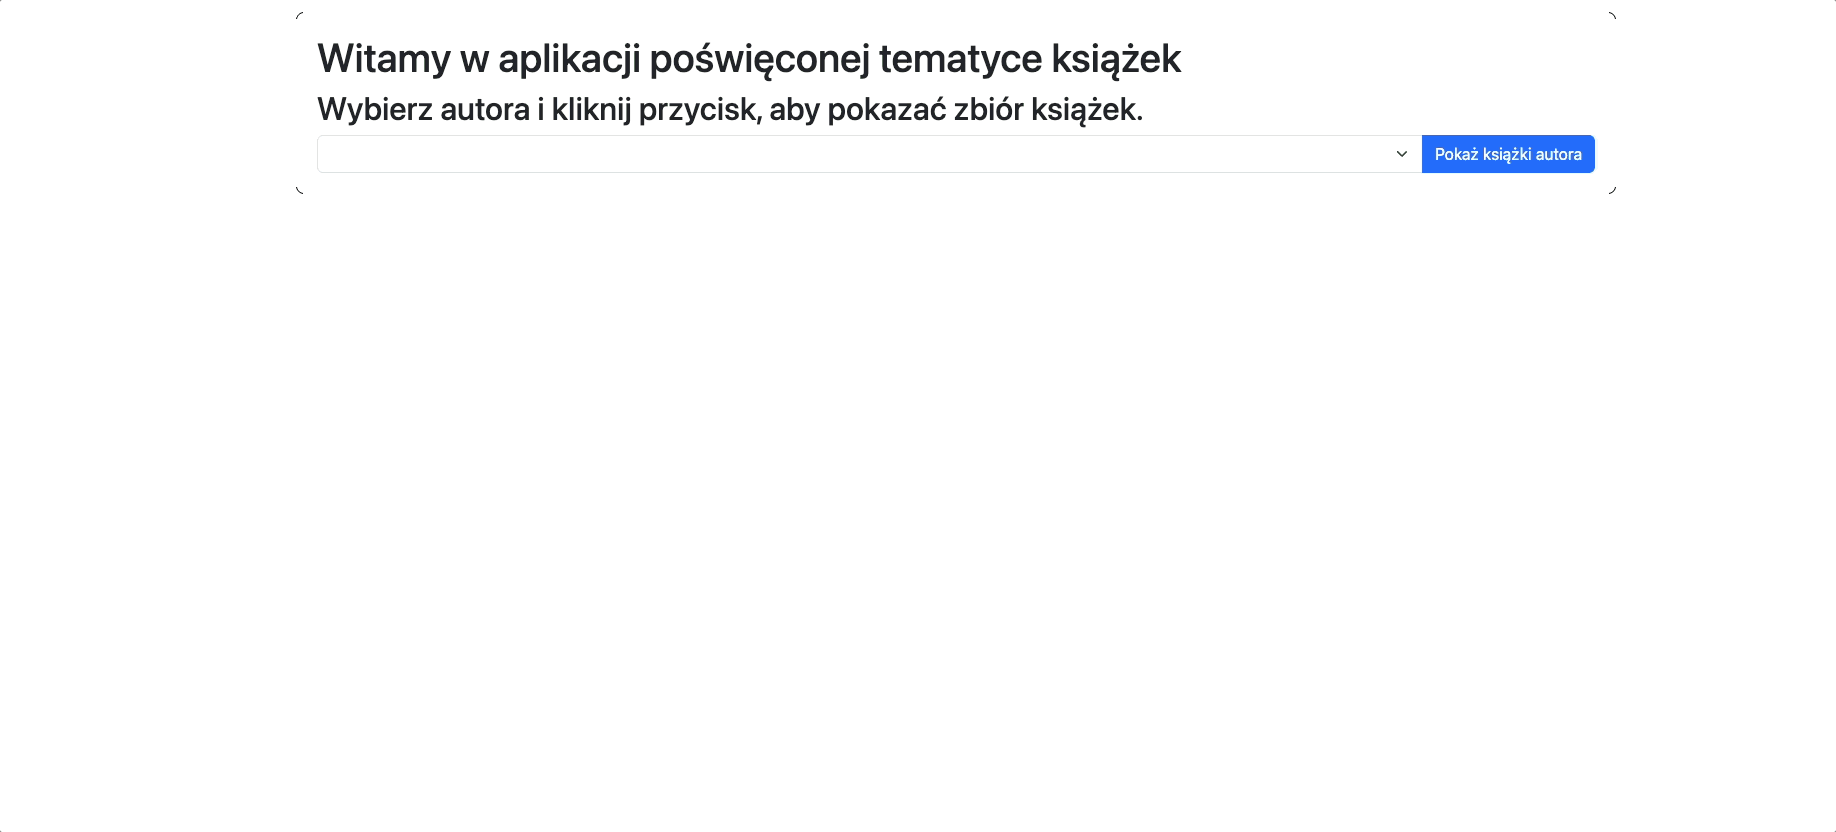 Witamy w aplikacji poświęconej tematyce książek
Wybierz autora i kliknij przycisk, aby pokazać zbiór książek.
Pokaż książki autora